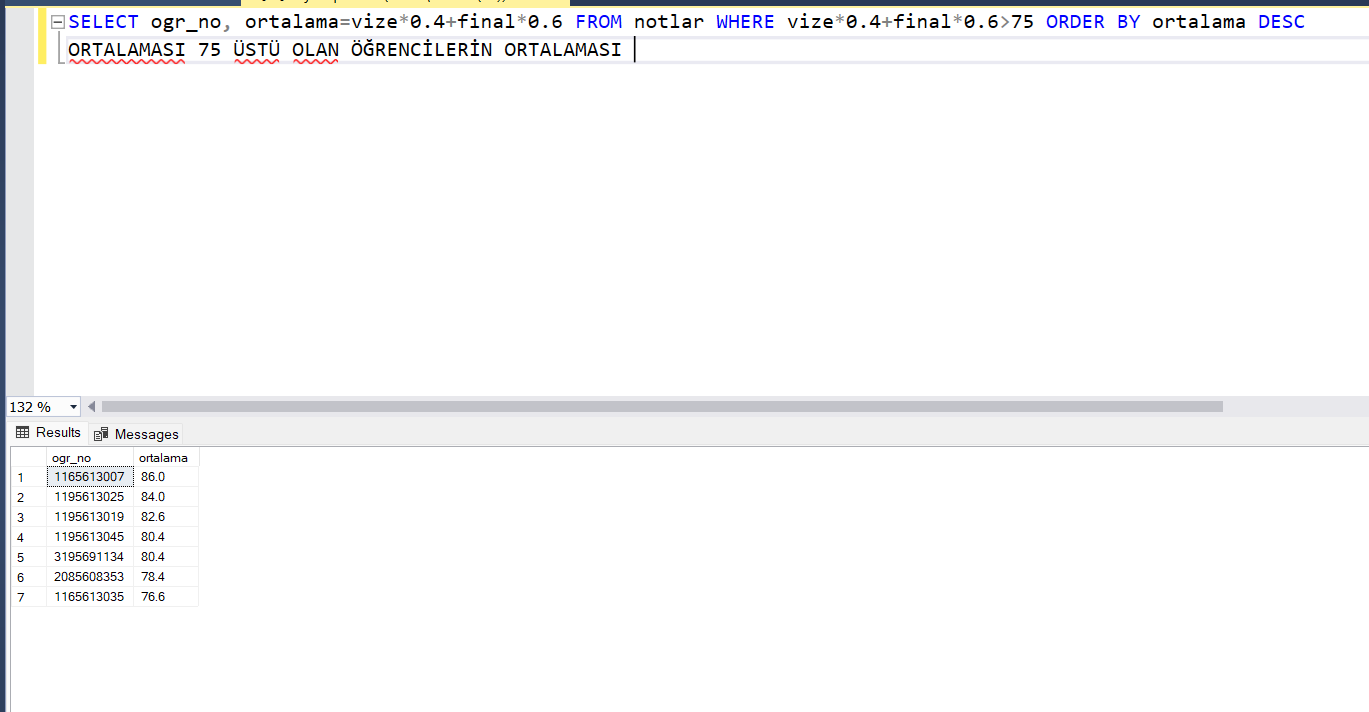 SELECT ogr_no, ortalama=vize*0.4+final*0.6 FROM notlar WHERE vize*0.4+final*0.6>75 ORDER BY ortalama DESC
ORTALAMASI 75 ÜSTÜ OLAN ÖĞRENCİLERİN ORTALAMASI
132 %
Results Messages
ogr_no ortalama
1 1165613007 86.0
2 1195613025 84.0
3 1195613019 82.6
4 1195613045 80.4
5 3195691134 80.4
6 2085608353 78.4
7 1165613035 76.6